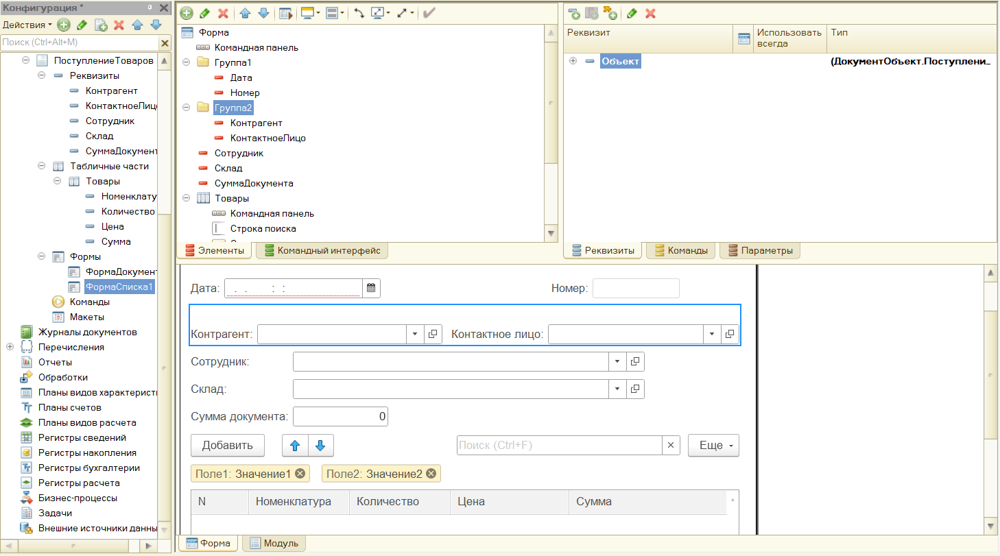 Конфигурация *
Действия
Поиск (Ctrl+Alt+M)
ПоступлениеТоваров
Реквизиты
Контрагент
КонтактноеЛицо
Сотрудник
Склад
СуммаДокумент
Табличные части
Товары
Номенклату
Количество
Цена
Сумма
Формы
ФормаДокумент
ФормаСписка1
Команды
Макеты
Журналы документов
Перечисления
Отчеты
Обработки
Планы видов характерист
Планы счетов
Планы видов расчета
Регистры сведений
Регистры накопления
Регистры бухгалтерии
Регистры расчета
Бизнес-процессы
Задачи
Внешние источники данны
Форма
Командная панель
Группа1
Дата
Номер
Группа2
Контрагент
КонтактноеЛицо
Сотрудник
Склад
СуммаДокумента
Товары
Командная панель
Строка поиска
Элементы
Командный интерфейс
Реквизит
Использовать
всегда
Тип
Объект
(ДокументОбъект.Поступлени...
Реквизиты
Команды
Параметры
Дата: . . : :
Номер:
Контрагент:
Контактное лицо:
Сотрудник:
Склад:
Сумма документа: 0
Добавить
Поиск (Ctrl+F)
Еще
Поле1: Значение1
Поле2: Значение2
N Номенклатура Количество Цена Сумма
Форма
Модуль